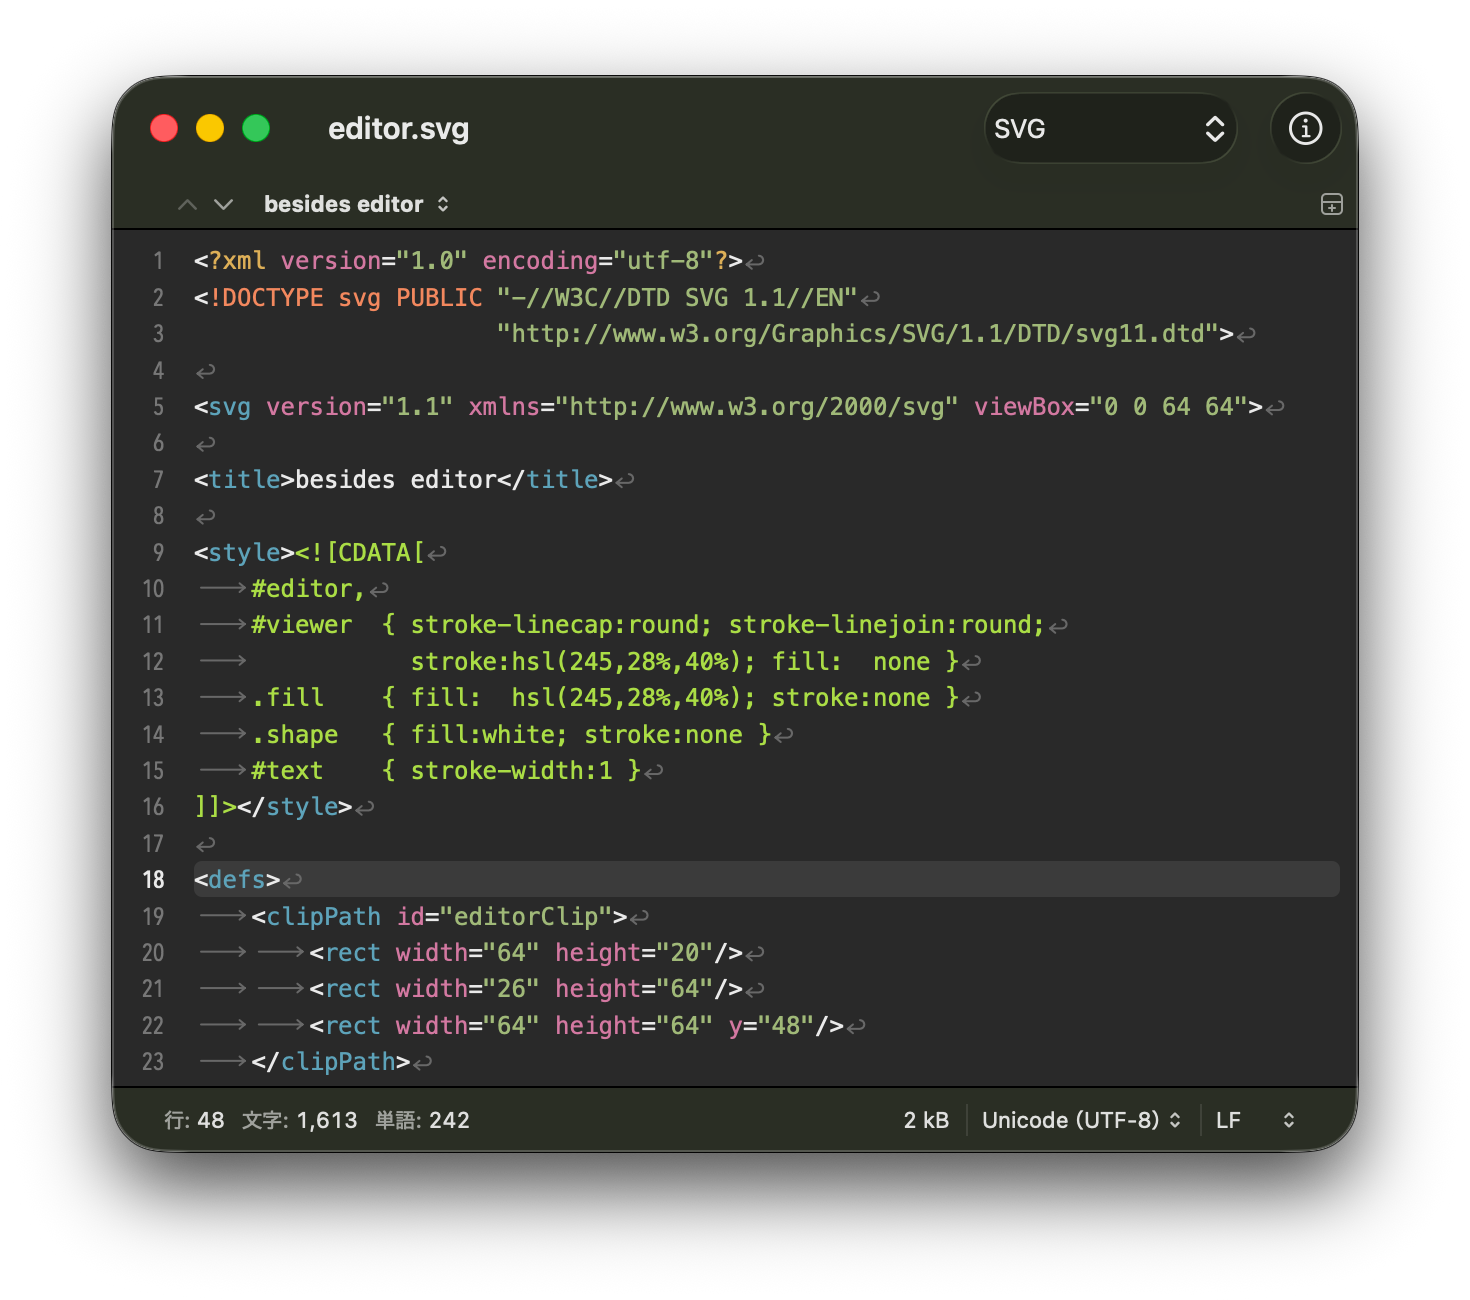 editor.svg
SVG
besides editor
1 <?xml version="1.0" encoding="utf-8"?>
2 <!DOCTYPE svg PUBLIC "-//W3C//DTD SVG 1.1//EN"
3                      "http://www.w3.org/Graphics/SVG/1.1/DTD/svg11.dtd">
4
5 <svg version="1.1" xmlns="http://www.w3.org/2000/svg" viewBox="0 0 64 64">
6
7 <title>besides editor</title>
8
9 <style><![CDATA[
10     #editor,
11     #viewer  { stroke-linecap:round; stroke-linejoin:round;
12                stroke:hsl(245,28%,40%); fill:  none }
13     .fill    { fill:  hsl(245,28%,40%); stroke:none }
14     .shape   { fill:white; stroke:none }
15     #text    { stroke-width:1 }
16 ]]></style>
17
18 <defs>
19     <clipPath id="editorClip">
20         <rect width="64" height="20"/>
21         <rect width="26" height="64"/>
22         <rect width="64" height="64" y="48"/>
23     </clipPath>
行: 48 文字: 1,613 単語: 242 2 kB Unicode (UTF-8) LF